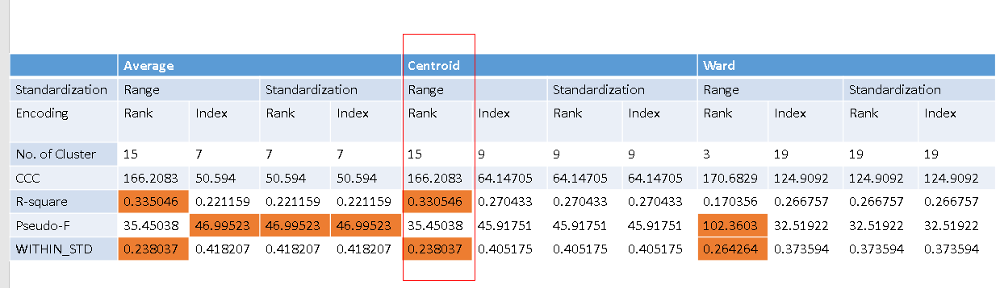 Average Centroid Ward
Standardization Range Standardization Range Standardization Range Standardization
Encoding Rank Index Rank Index Rank Index Rank Index Rank Index Rank Index
No. of Cluster 15 7 7 7 15 9 9 9 3 19 19 19
CCC 166.2083 50.594 50.594 50.594 166.2083 64.14705 64.14705 64.14705 170.6829 124.9092 124.9092 124.9092
R-square 0.335046 0.221159 0.221159 0.221159 0.330546 0.270433 0.270433 0.270433 0.170356 0.266757 0.266757 0.266757
Pseudo-F 35.45038 46.99523 46.99523 46.99523 35.45038 45.91751 45.91751 45.91751 102.3603 32.51922 32.51922 32.51922
WITHIN_STD 0.238037 0.418207 0.418207 0.418207 0.238037 0.405175 0.405175 0.405175 0.264264 0.373594 0.373594 0.373594